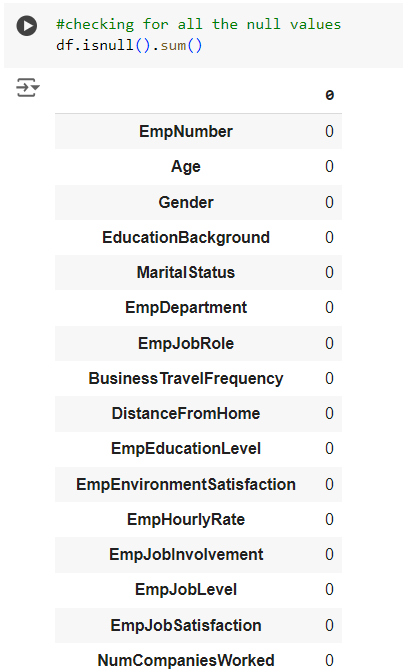 #checking for all the null values
df.isnull().sum()
0
EmpNumber 0
Age 0
Gender 0
EducationBackground 0
MaritalStatus 0
EmpDepartment 0
EmpJobRole 0
BusinessTravelFrequency 0
DistanceFromHome 0
EmpEducationLevel 0
EmpEnvironmentSatisfaction 0
EmpHourlyRate 0
EmpJobInvolvement 0
EmpJobLevel 0
EmpJobSatisfaction 0
NumCompaniesWorked 0